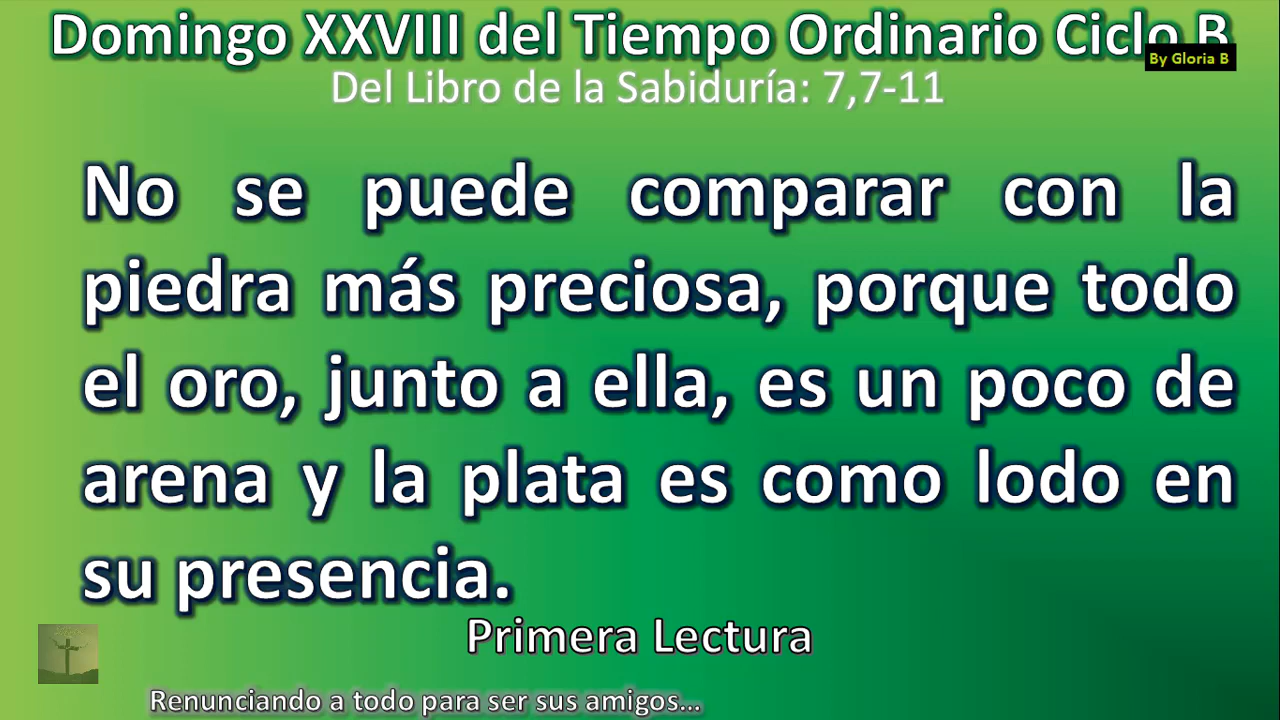 Domingo XXVIII del Tiempo Ordinario Ciclo B
By Gloria B
Del Libro de la Sabiduría: 7,7-11
No se puede comparar con la
piedra más preciosa, porque todo
el oro, junto a ella, es un poco de
arena y la plata es como lodo en
su presencia.
Primera Lectura
Renunciando a todo para ser sus amigos...